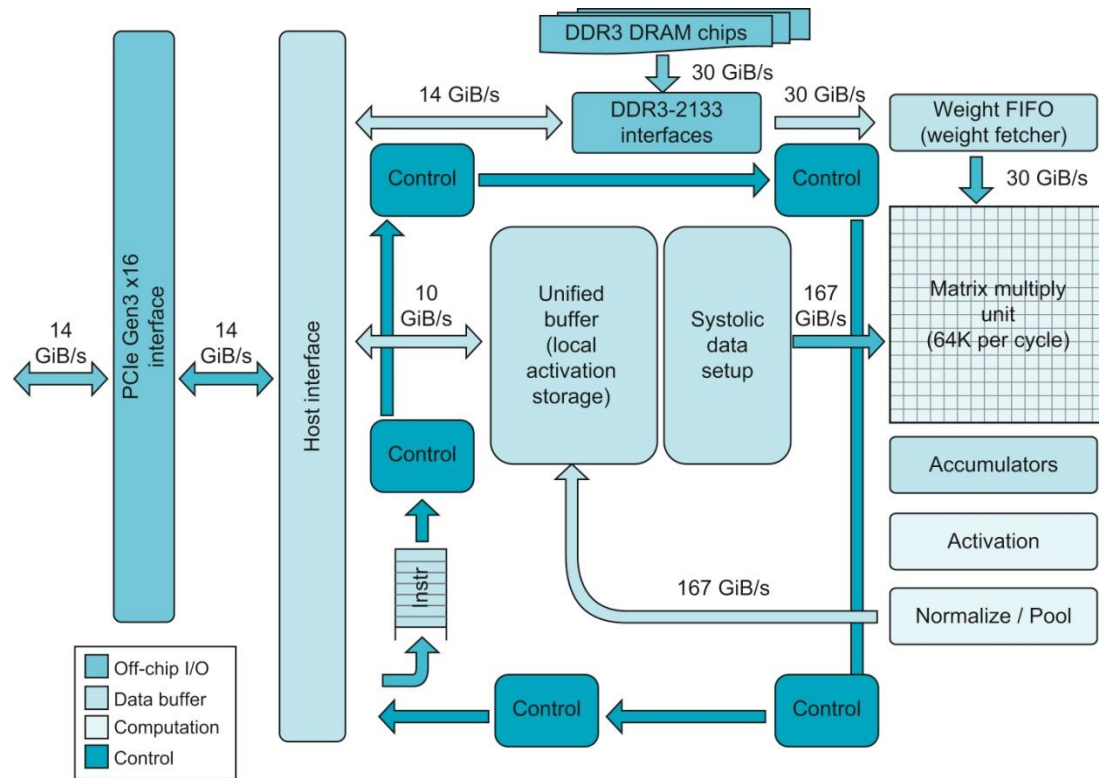 DDR3 DRAM chips
30 GiB/s
14 GiB/s
DDR3-2133
interfaces
30 GiB/s
Weight FIFO
(weight fetcher)
30 GiB/s
Control
Control
PCIe Gen3 x16
interface
14
GiB/s
14
GiB/s
Host interface
10
GiB/s
Unified
buffer
(local
activation
storage)
Systolic
data
setup
167
GiB/s
Matrix multiply
unit
(64K per cycle)
Control
Accumulators
Instr
Activation
167 GiB/s
Normalize / Pool
Off-chip I/O
Data buffer
Computation
Control
Control
Control